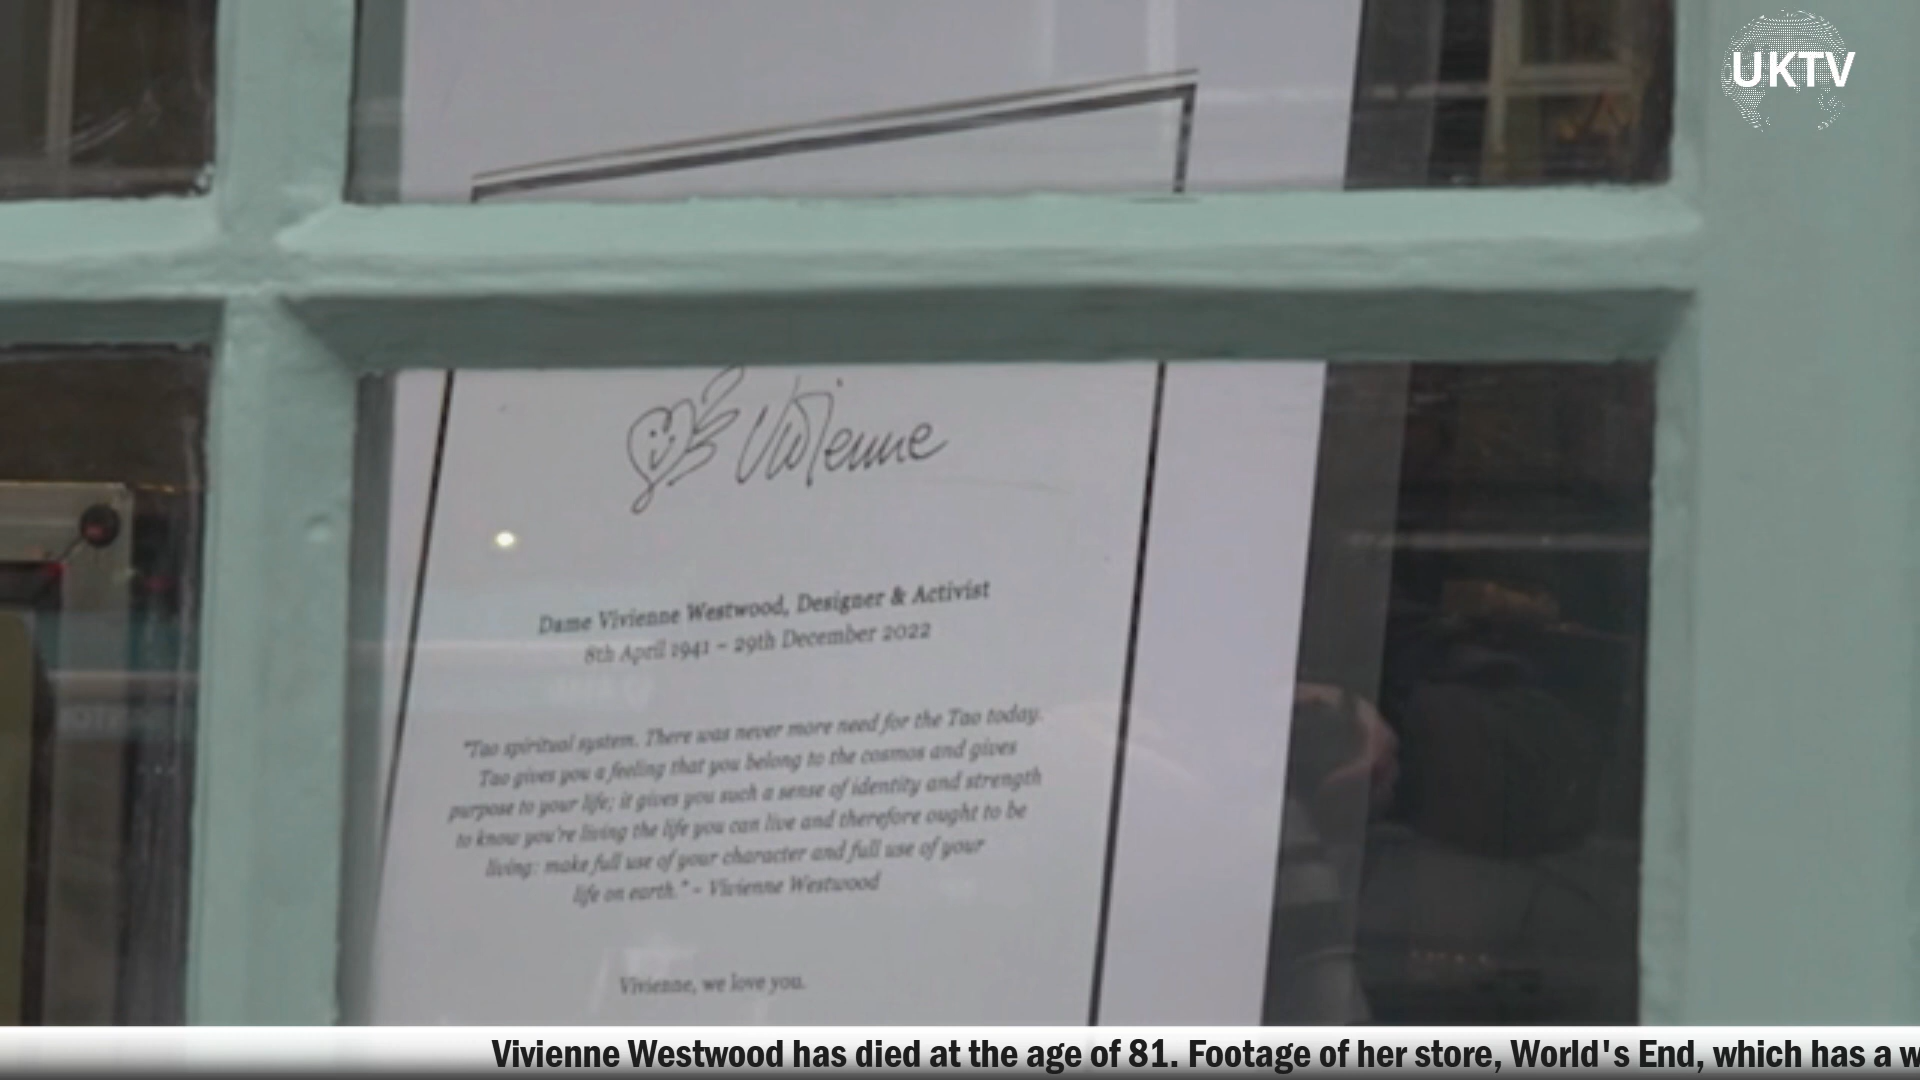 UKTV
Vivienne
Dame Vivienne Westwood, Designer & Activist
8th April 1941 – 29th December 2022
"Tao spiritual system. There was never more need for the Tao today.
Tao gives you a feeling that you belong to the cosmos and gives
purpose to your life; it gives you such a sense of identity and strength
to know you're living the life you can live and therefore ought to be
living: make full use of your character and full use of your
life on earth." – Vivienne Westwood
Vivienne, we love you.
Vivienne Westwood has died at the age of 81. Footage of her store, World's End, which has a w